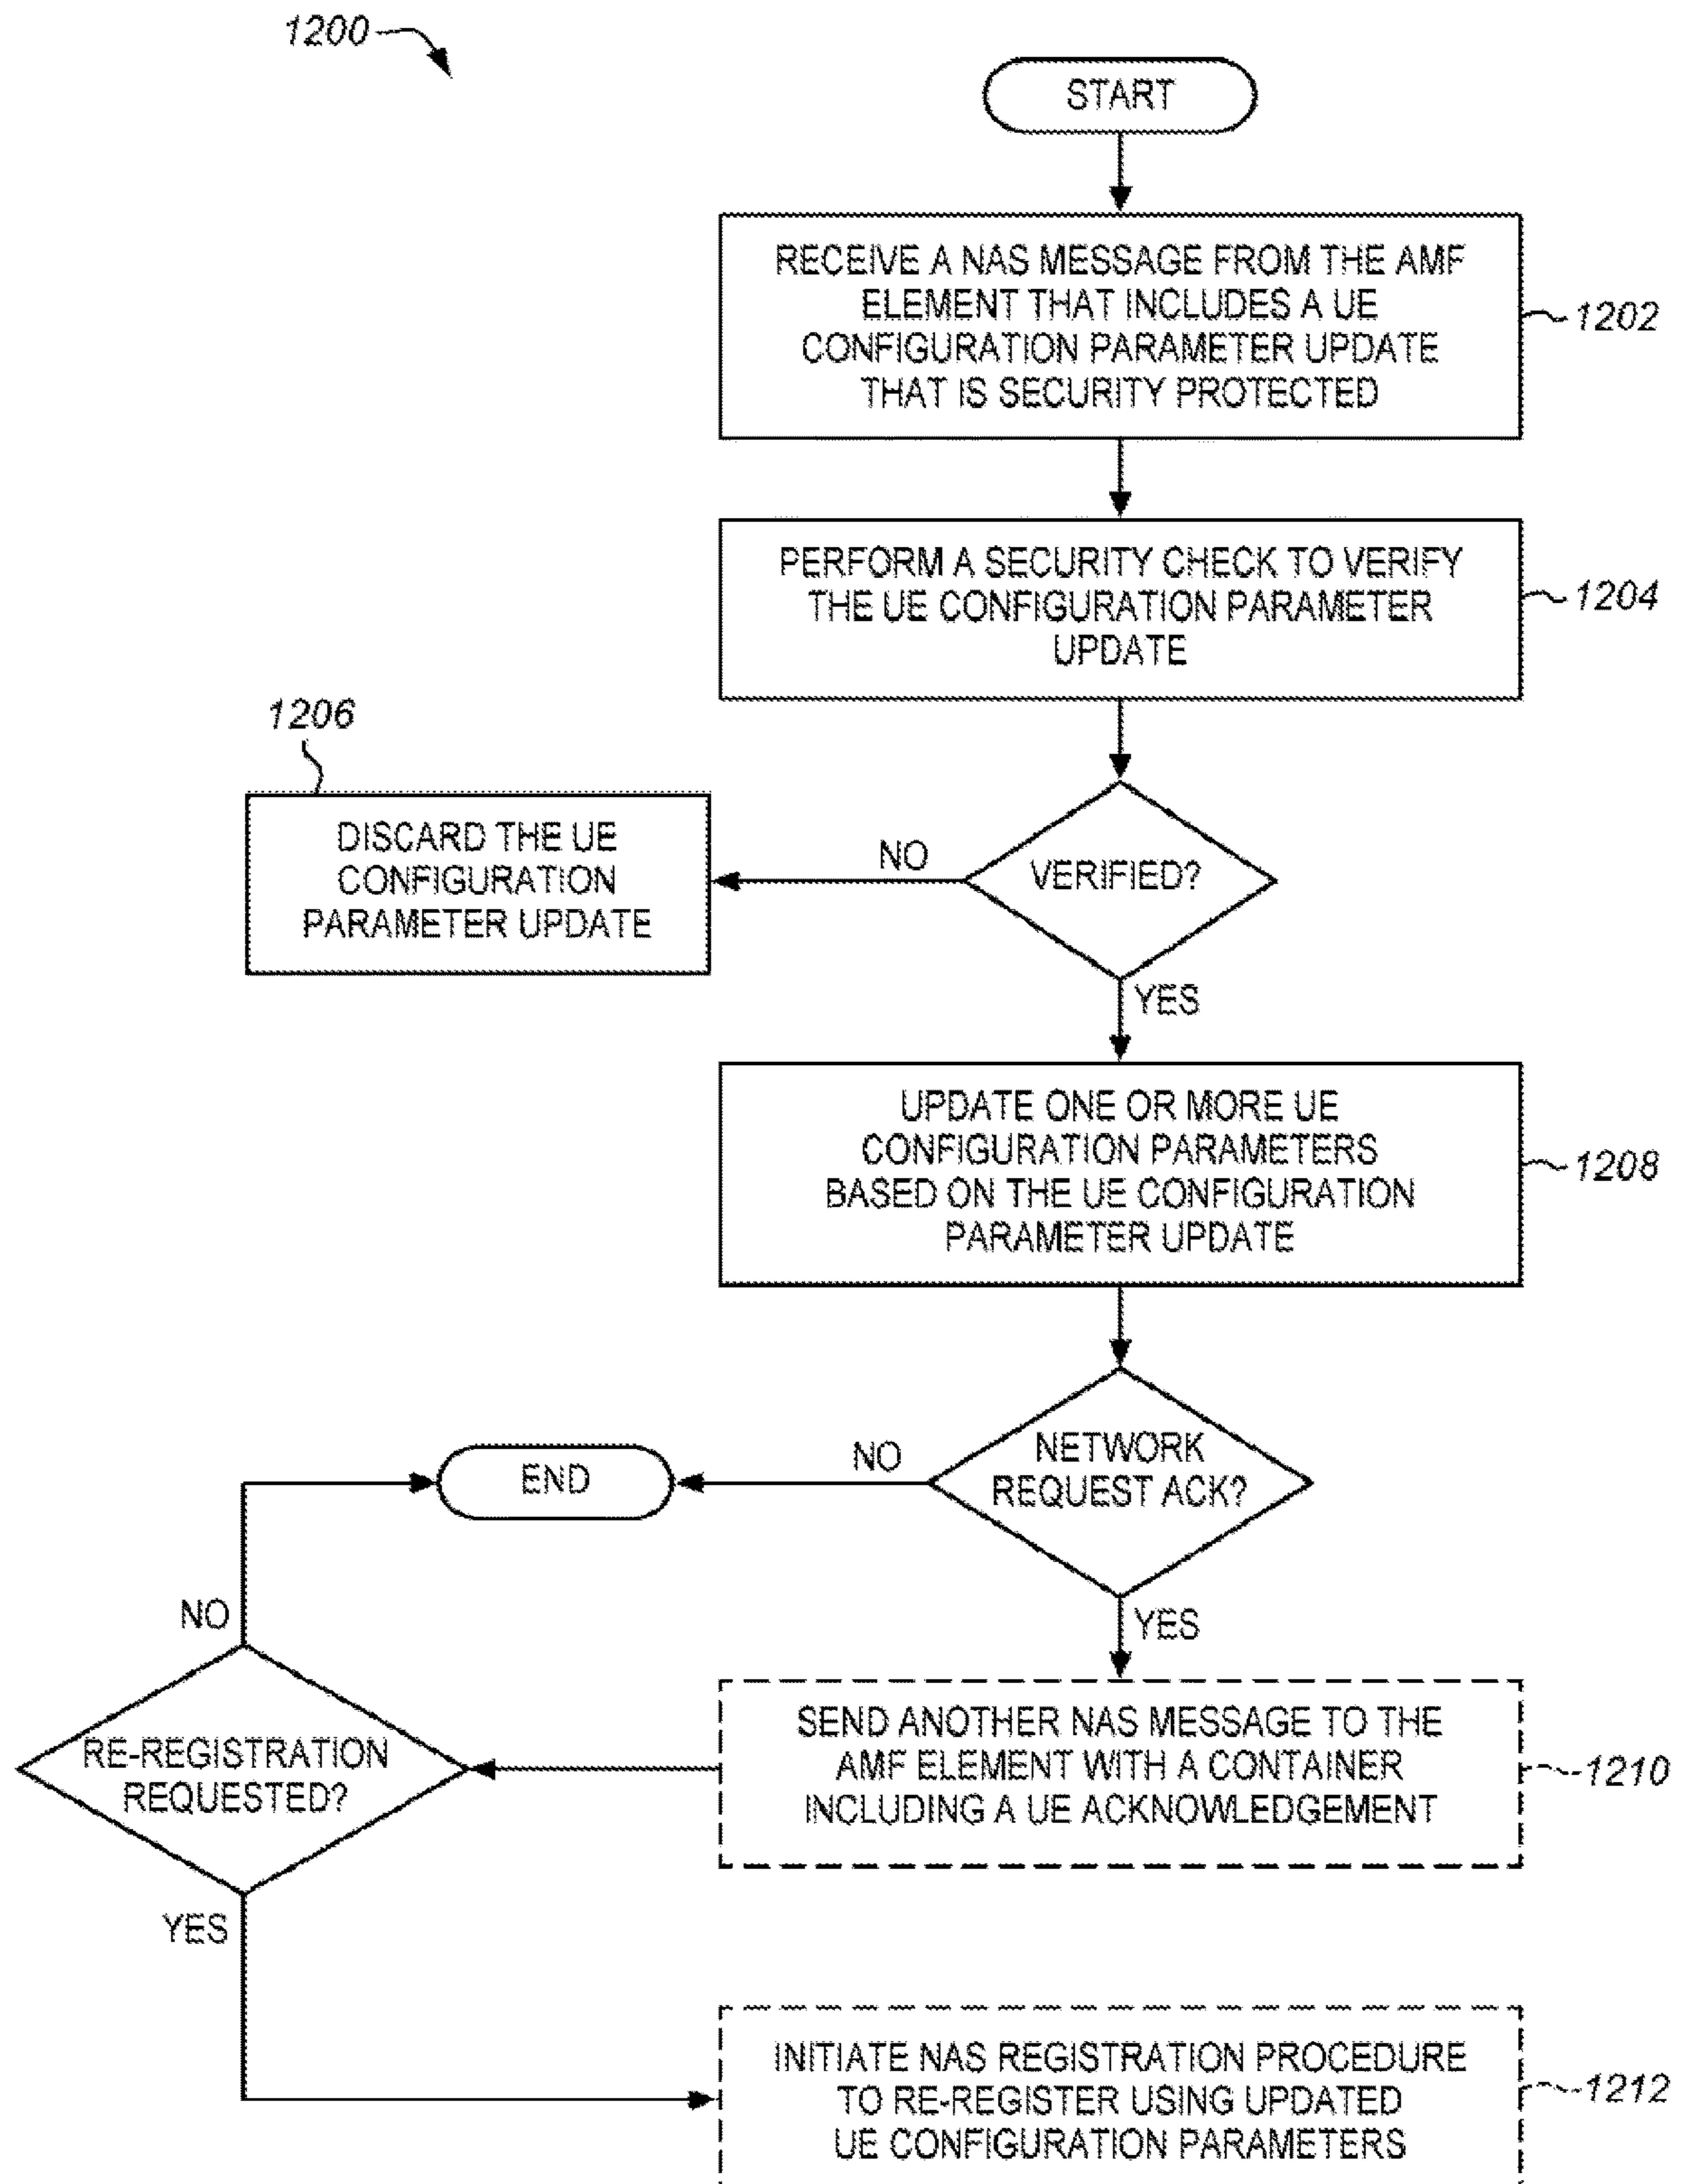 1200
START
RECEIVE A NAS MESSAGE FROM THE AMF
ELEMENT THAT INCLUDES A UE
CONFIGURATION PARAMETER UPDATE
THAT IS SECURITY PROTECTED
1202
PERFORM A SECURITY CHECK TO VERIFY
THE UE CONFIGURATION PARAMETER
UPDATE
1204
1206
DISCARD THE UE
CONFIGURATION
PARAMETER UPDATE
NO
VERIFIED?
YES
UPDATE ONE OR MORE UE
CONFIGURATION PARAMETERS
BASED ON THE UE CONFIGURATION
PARAMETER UPDATE
1208
END
NO
NETWORK
REQUEST ACK?
YES
NO
RE-REGISTRATION
REQUESTED?
YES
SEND ANOTHER NAS MESSAGE TO THE
AMF ELEMENT WITH A CONTAINER
INCLUDING A UE ACKNOWLEDGEMENT
1210
INITIATE NAS REGISTRATION PROCEDURE
TO RE-REGISTER USING UPDATED
UE CONFIGURATION PARAMETERS
1212